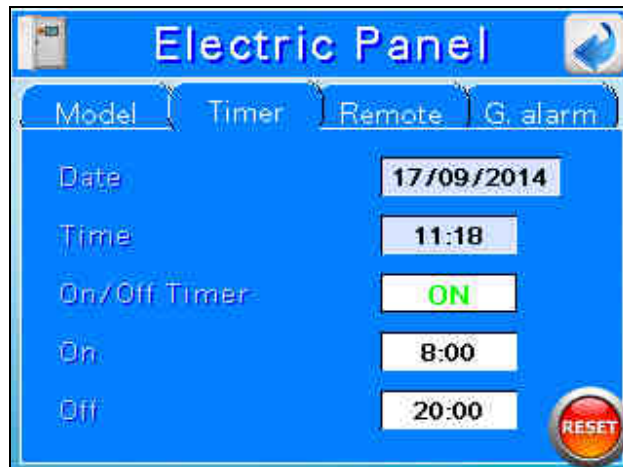 Electric Panel
Model Timer Remote G. alarm
Date 17/09/2014
Time 11:18
On/Off Timer ON
On 8:00
Off 20:00
RESET